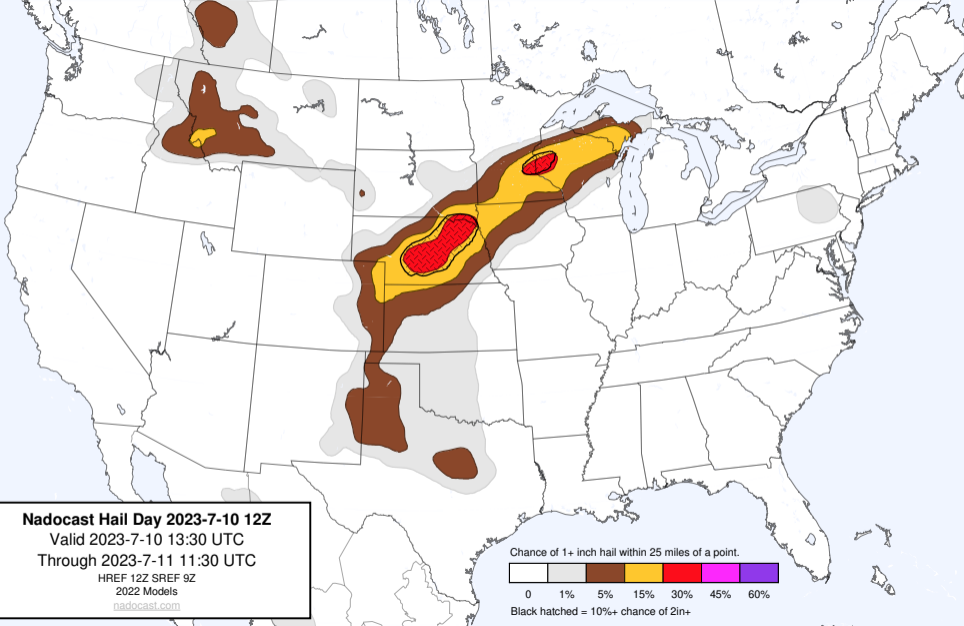 Nadocast Hail Day 2023-7-10 12Z
Valid 2023-7-10 13:30 UTC
Through 2023-7-11 11:30 UTC
HREF 12Z SREF 9Z
2022 Models
nadocast.com
Chance of 1+ inch hail within 25 miles of a point.
0 1% 5% 15% 30% 45% 60%
Black hatched = 10%+ chance of 2in+